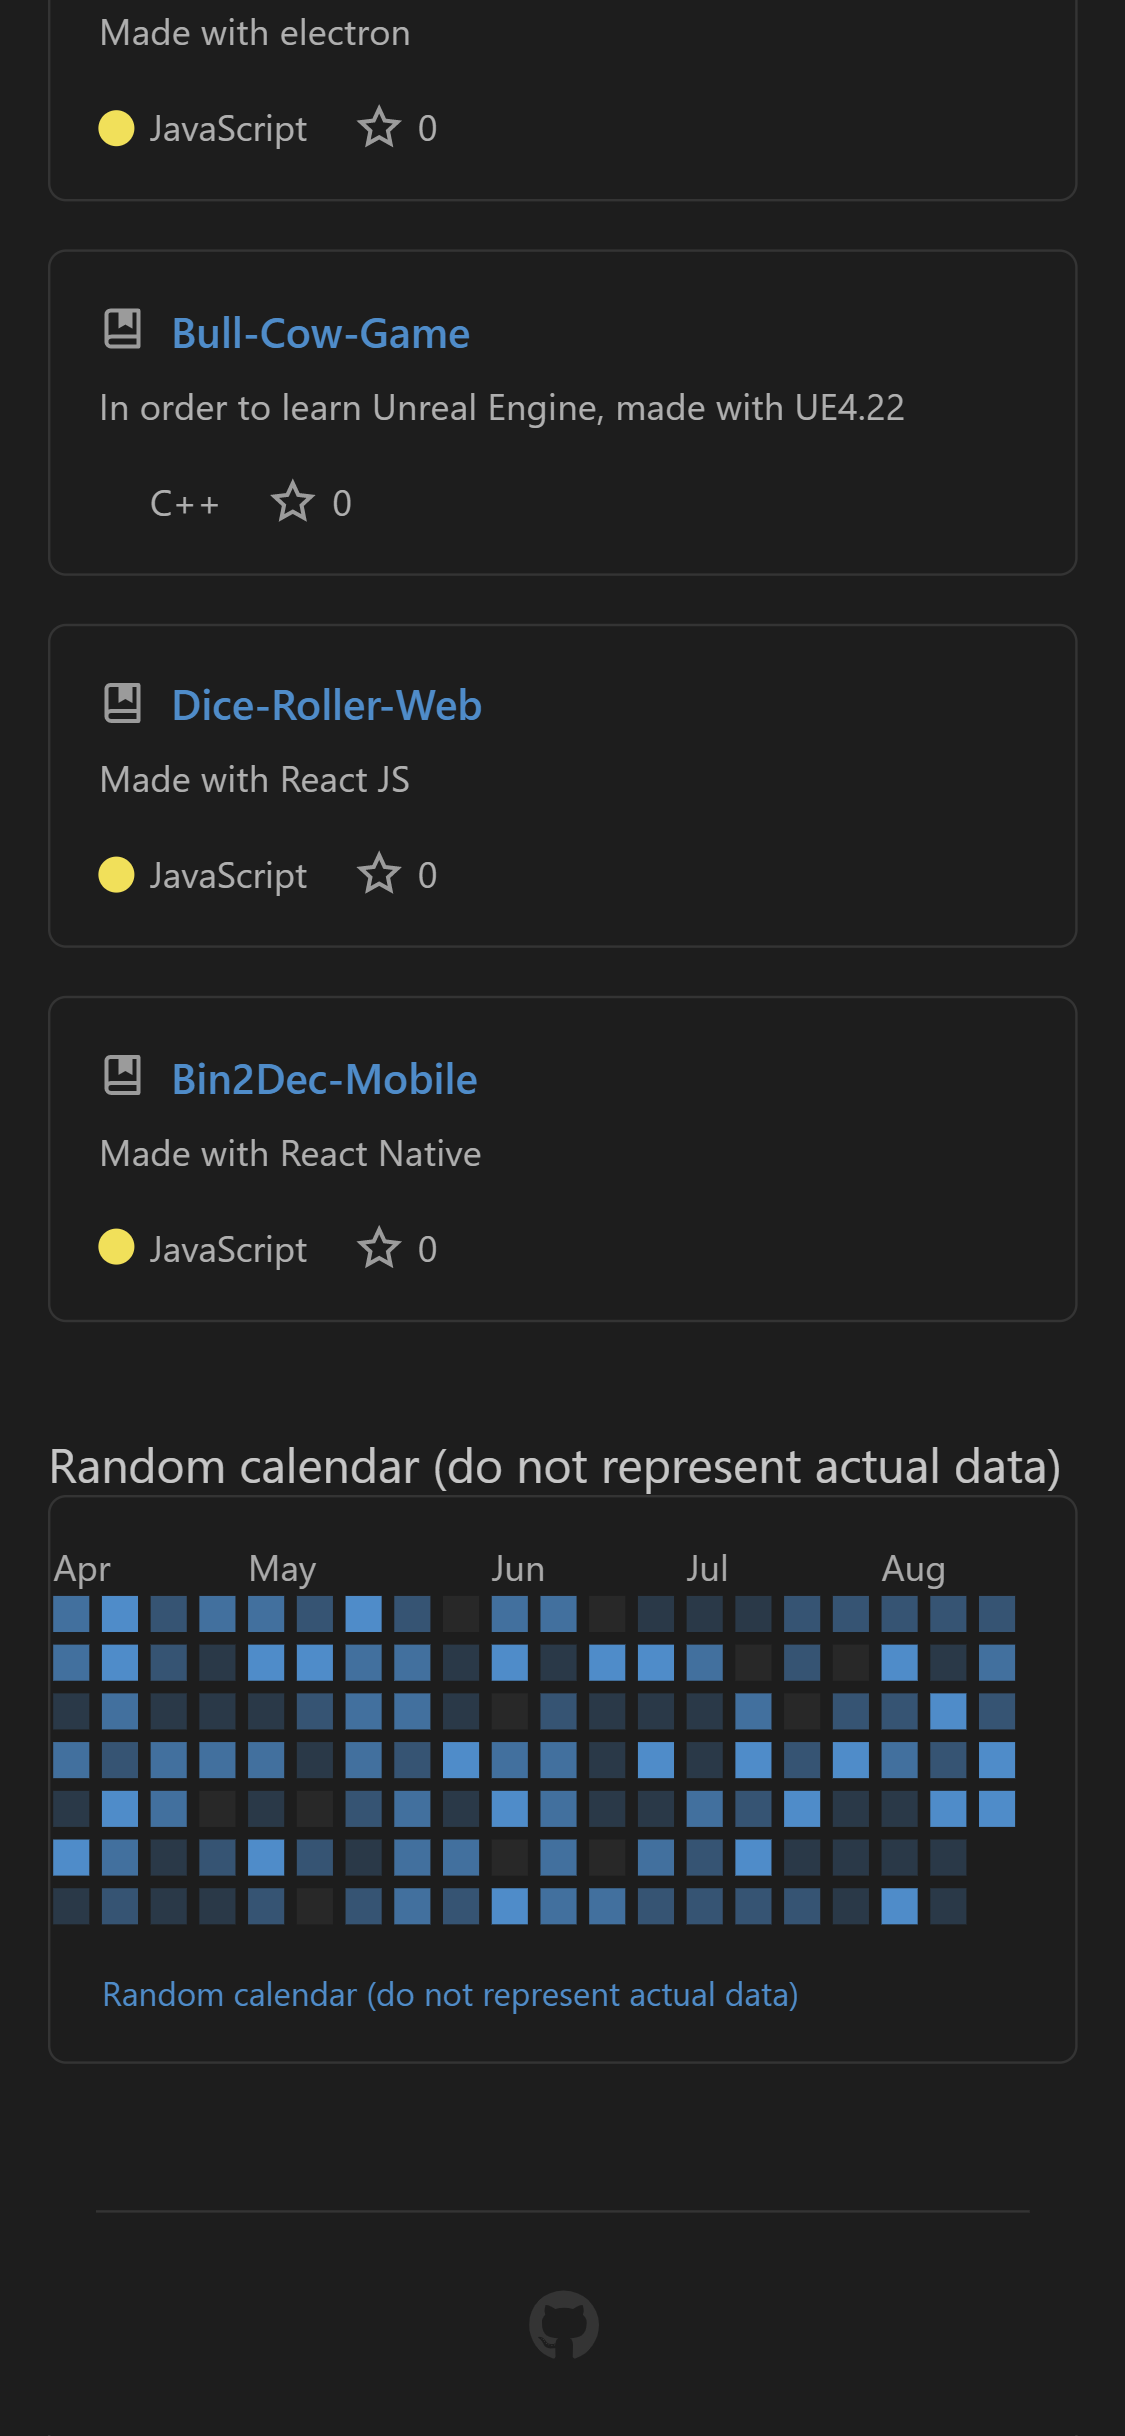 Made with electron
JavaScript 0
Bull-Cow-Game
In order to learn Unreal Engine, made with UE4.22
C++ 0
Dice-Roller-Web
Made with React JS
JavaScript 0
Bin2Dec-Mobile
Made with React Native
JavaScript 0
Random calendar (do not represent actual data)
Apr May Jun Jul Aug
Random calendar (do not represent actual data)